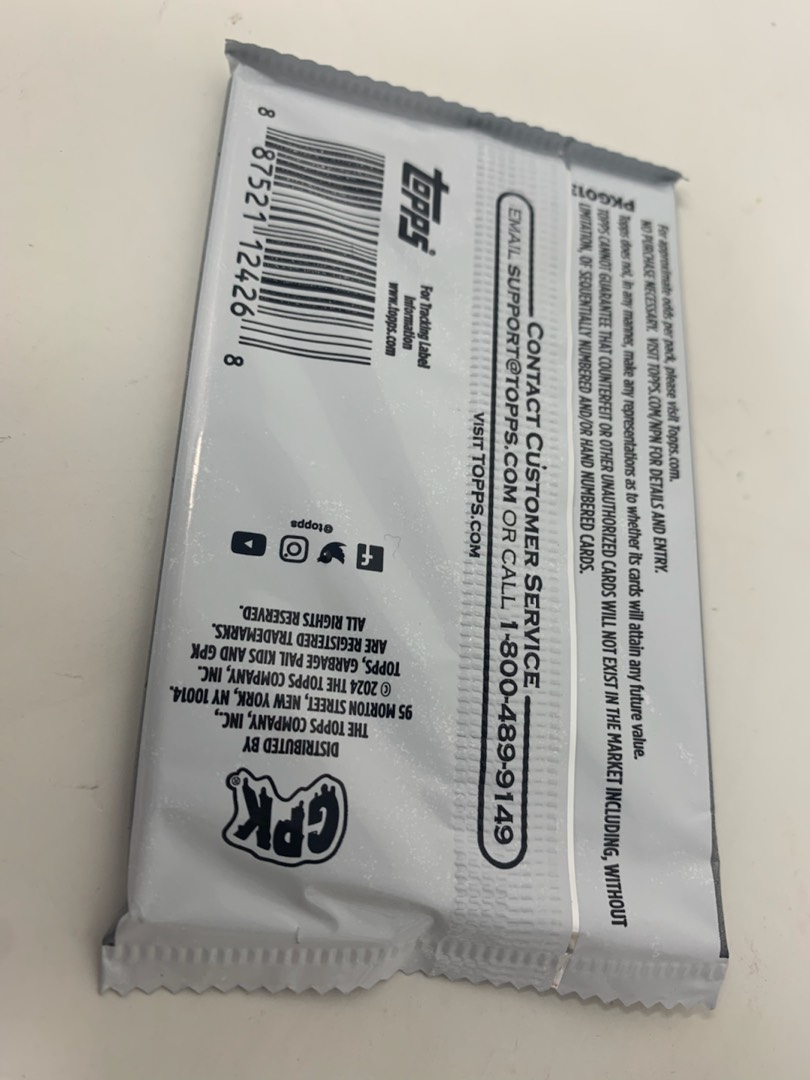 For approximate odds per pack, please visit Topps.com.
NO PURCHASE NECESSARY. VISIT TOPPS.COM/NPN FOR DETAILS AND ENTRY.
Topps does not, in any manner, make any representations as to whether its cards will attain any future value.
TOPPS CANNOT GUARANTEE THAT COUNTERFEIT OR OTHER UNAUTHORIZED CARDS WILL NOT EXIST IN THE MARKET INCLUDING, WITHOUT
LIMITATION, OF SEQUENTIALLY NUMBERED AND/OR HAND NUMBERED CARDS.
CONTACT CUSTOMER SERVICE
EMAIL SUPPORT@TOPPS.COM OR CALL 1-800-489-9149
VISIT TOPPS.COM
topps®
For Tracking Label
Information
www.topps.com
8 87521 12426 8
@topps
GPK®
DISTRIBUTED BY
THE TOPPS COMPANY, INC.,
95 MORTON STREET, NEW YORK, NY 10014.
© 2024 THE TOPPS COMPANY, INC.
TOPPS, GARBAGE PAIL KIDS AND GPK
ARE REGISTERED TRADEMARKS.
ALL RIGHTS RESERVED.